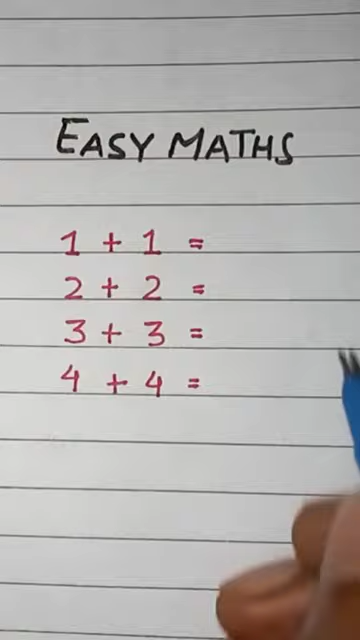 EASY MATHS
1 + 1 =
2 + 2 =
3 + 3 =
4 + 4 =